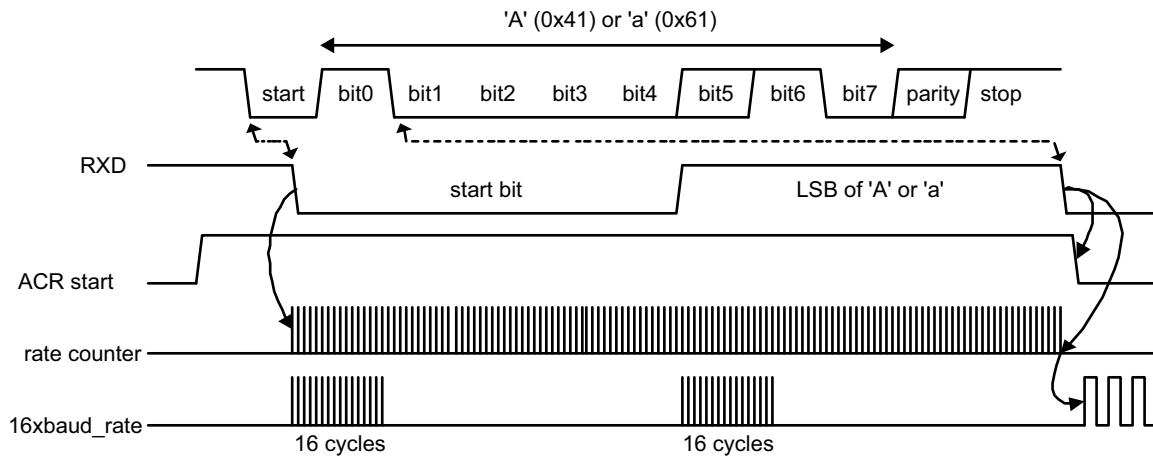 'A' (0x41) or 'a' (0x61)
start bit0 bit1 bit2 bit3 bit4 bit5 bit6 bit7 parity stop
RXD
start bit LSB of 'A' or 'a'
ACR start
rate counter
16xbaud_rate
16 cycles 16 cycles